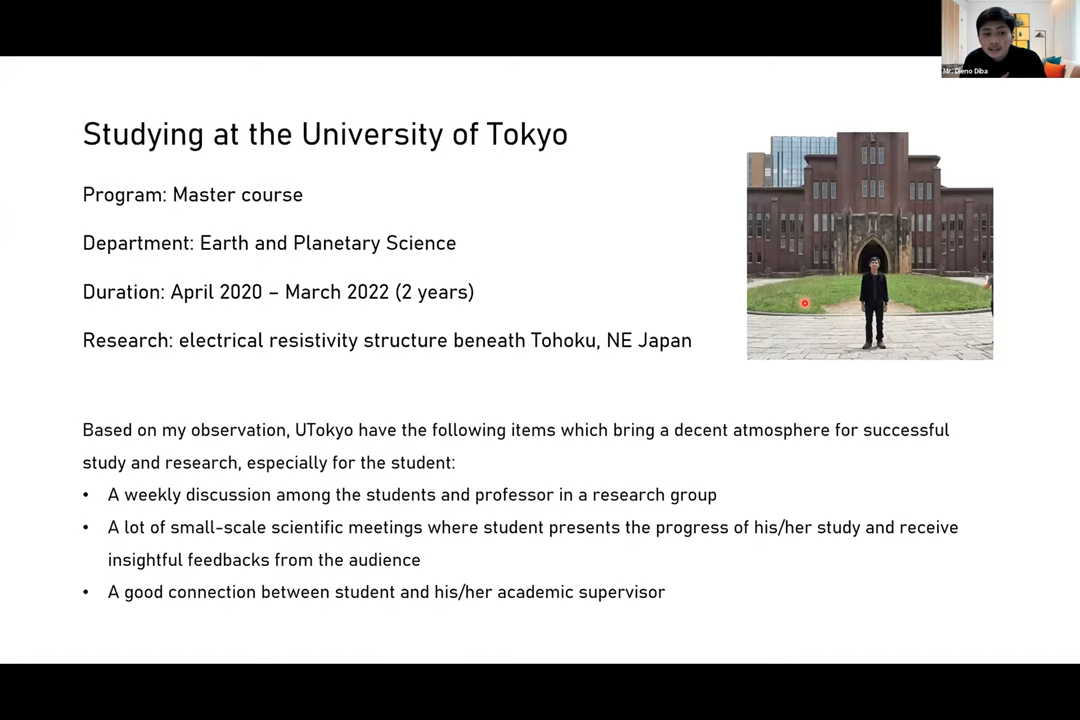 Mr. Dieno Diba
Studying at the University of Tokyo
Program: Master course
Department: Earth and Planetary Science
Duration: April 2020 – March 2022 (2 years)
Research: electrical resistivity structure beneath Tohoku, NE Japan
Based on my observation, UTokyo have the following items which bring a decent atmosphere for successful
study and research, especially for the student:
• A weekly discussion among the students and professor in a research group
• A lot of small-scale scientific meetings where student presents the progress of his/her study and receive
insightful feedbacks from the audience
• A good connection between student and his/her academic supervisor